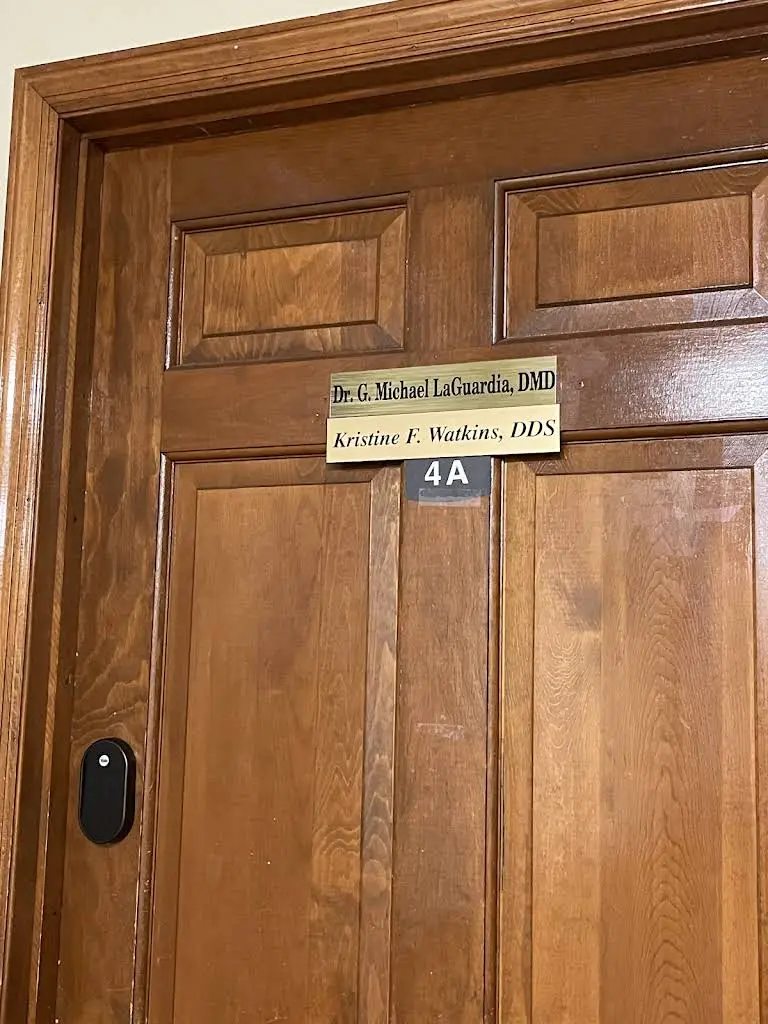 Dr. G. Michael LaGuardia, DMD
Kristine F. Watkins, DDS
4A